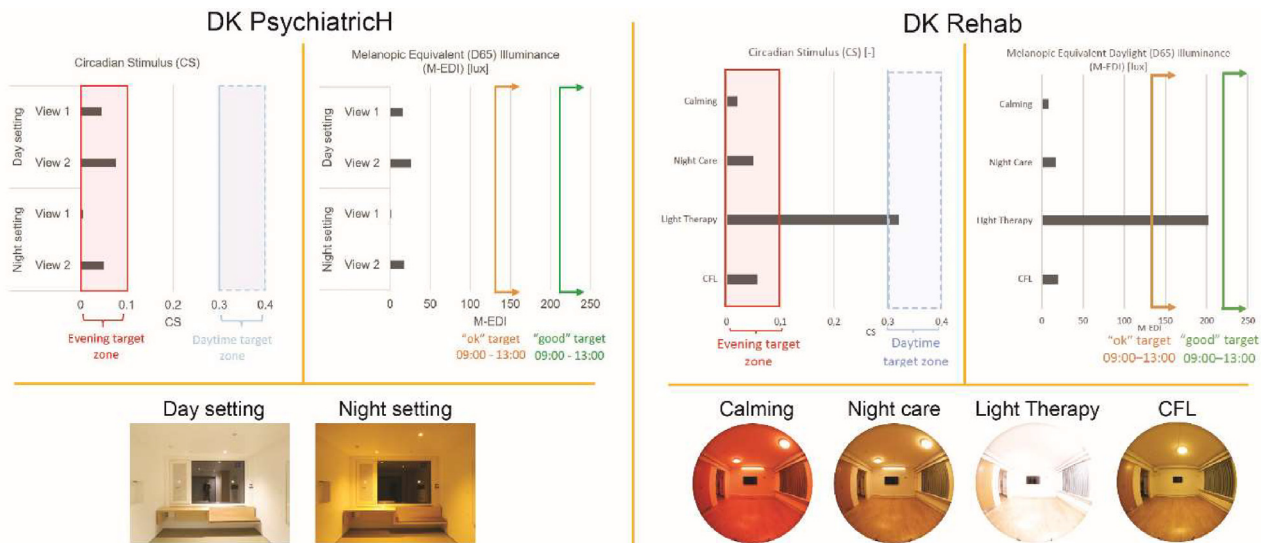 DK PsychiatricH
Circadian Stimulus (CS)
Day setting
View 1
View 2
Night setting
View 1
View 2
0 0.1 0.2 0.3 0.4
CS
Evening target
zone
Daytime target
zone
Melanopic Equivalent (D65) Illuminance
(M-EDI) [lux]
Day setting
View 1
View 2
Night setting
View 1
View 2
0 50 100 150 200 250
M-EDI
"ok" target
09:00 - 13:00
"good" target
09:00 - 13:00
Day setting
Night setting
DK Rehab
Circadian Stimulus (CS) [-]
Calming
Night Care
Light Therapy
CFL
0 0,1 0,2 0,3 0,4
CS
Evening target
zone
Daytime
target zone
Melanopic Equivalent Daylight (D65) Illuminance
(M-EDI) [lux]
Calming
Night Care
Light Therapy
CFL
0 50 100 150 200 250
M-EDI
"ok" target
09:00–13:00
"good" target
09:00–13:00
Calming
Night care
Light Therapy
CFL